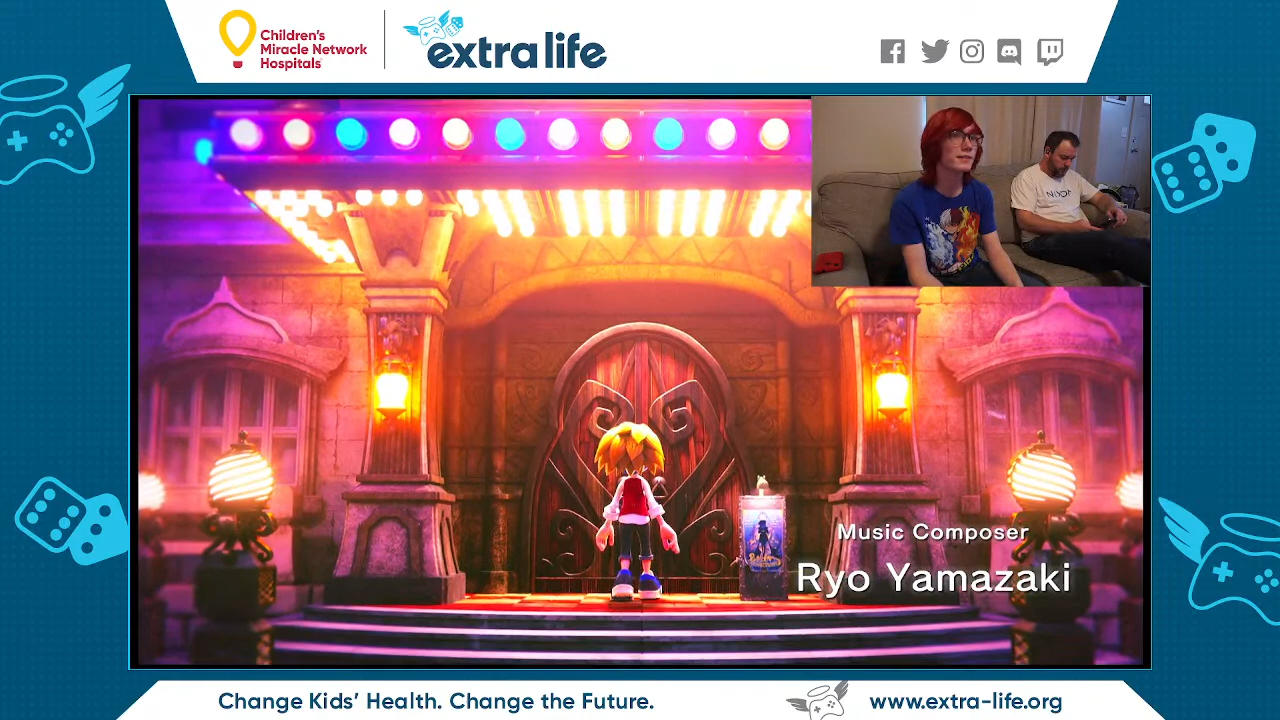 Children's
Miracle Network
Hospitals
extra life
NIXON
Music Composer
Ryo Yamazaki
Change Kids' Health. Change the Future.
www.extra-life.org